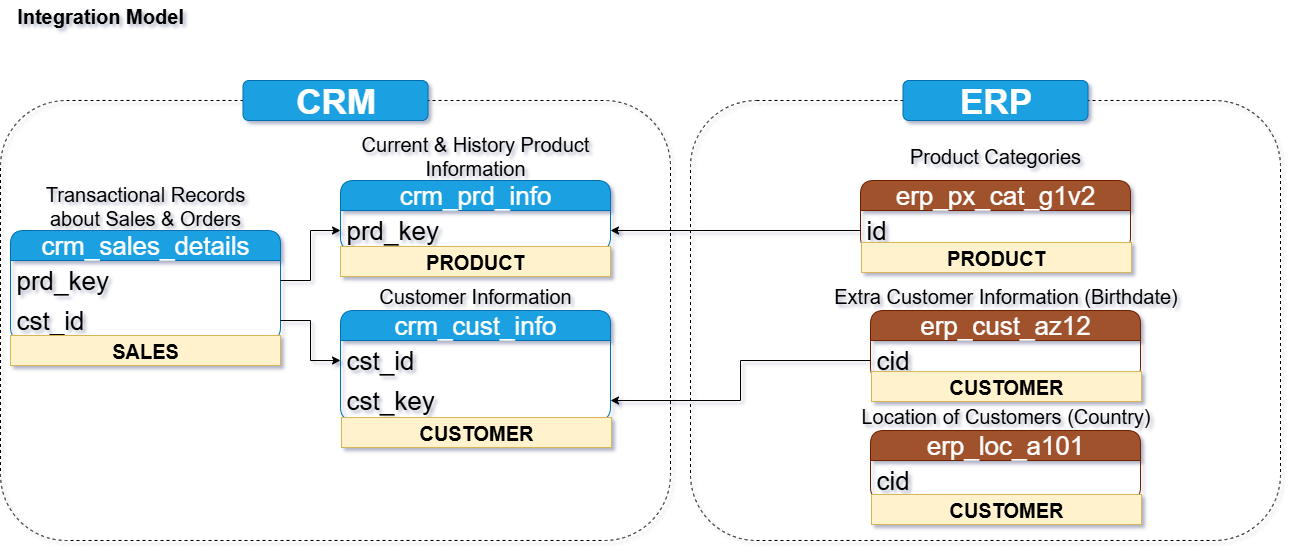 Integration Model
CRM
Transactional Records
about Sales & Orders
crm_sales_details
prd_key
cst_id
SALES
Current & History Product
Information
crm_prd_info
prd_key
PRODUCT
Customer Information
crm_cust_info
cst_id
cst_key
CUSTOMER
ERP
Product Categories
erp_px_cat_g1v2
id
PRODUCT
Extra Customer Information (Birthdate)
erp_cust_az12
cid
CUSTOMER
Location of Customers (Country)
erp_loc_a101
cid
CUSTOMER